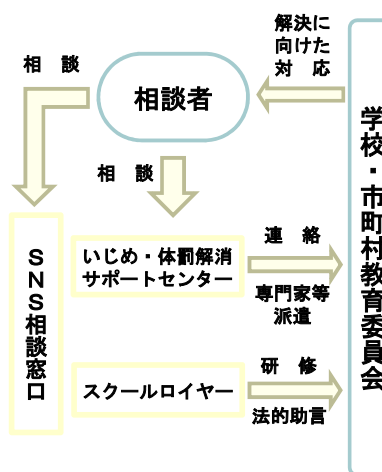 解決に
向けた
対　応
相　談
相談者
相　談
学校・市町村教育委員会
SNS相談窓口
いじめ・体罰解消
サポートセンター
連　絡
専門家等
派遣
スクールロイヤー
研　修
法的助言